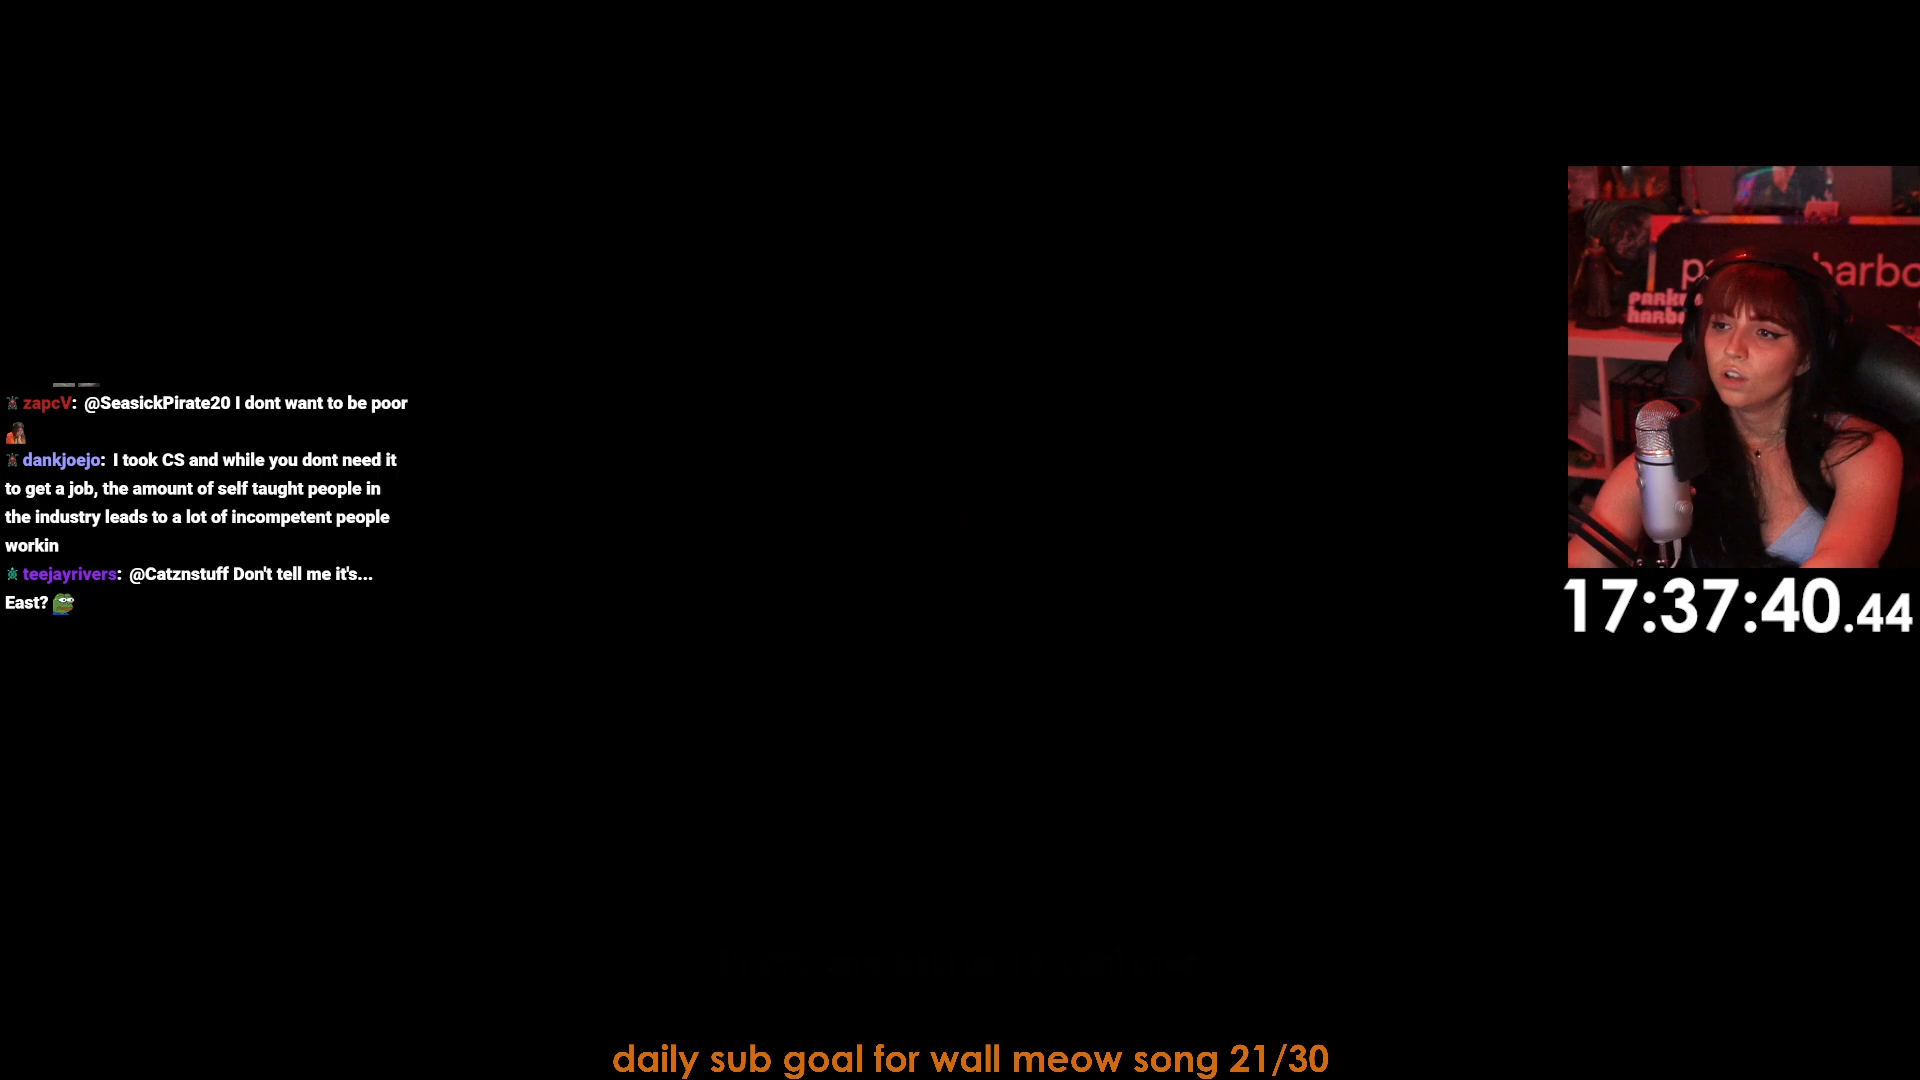 zapcV: @SeasickPirate20 I dont want to be poor
dankjoejo: I took CS and while you dont need it
to get a job, the amount of self taught people in
the industry leads to a lot of incompetent people
workin
teejayrivers: @Catznstuff Don't tell me it's...
East?
harbo
17:37:40.44
daily sub goal for wall meow song 21/30